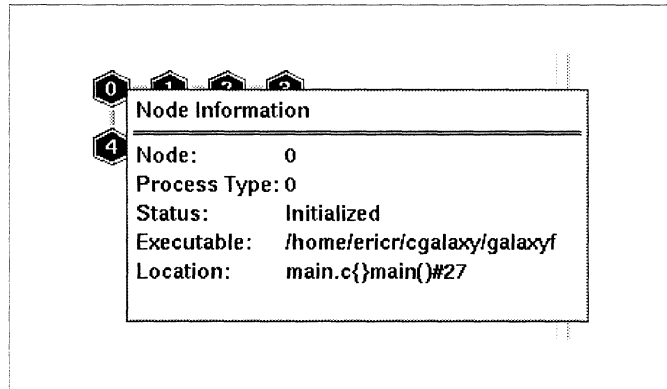 0 1 2 3
Node Information
4
Node: 0
Process Type: 0
Status: Initialized
Executable: /home/ericr/cgalaxy/galaxyf
Location: main.c{}main()#27